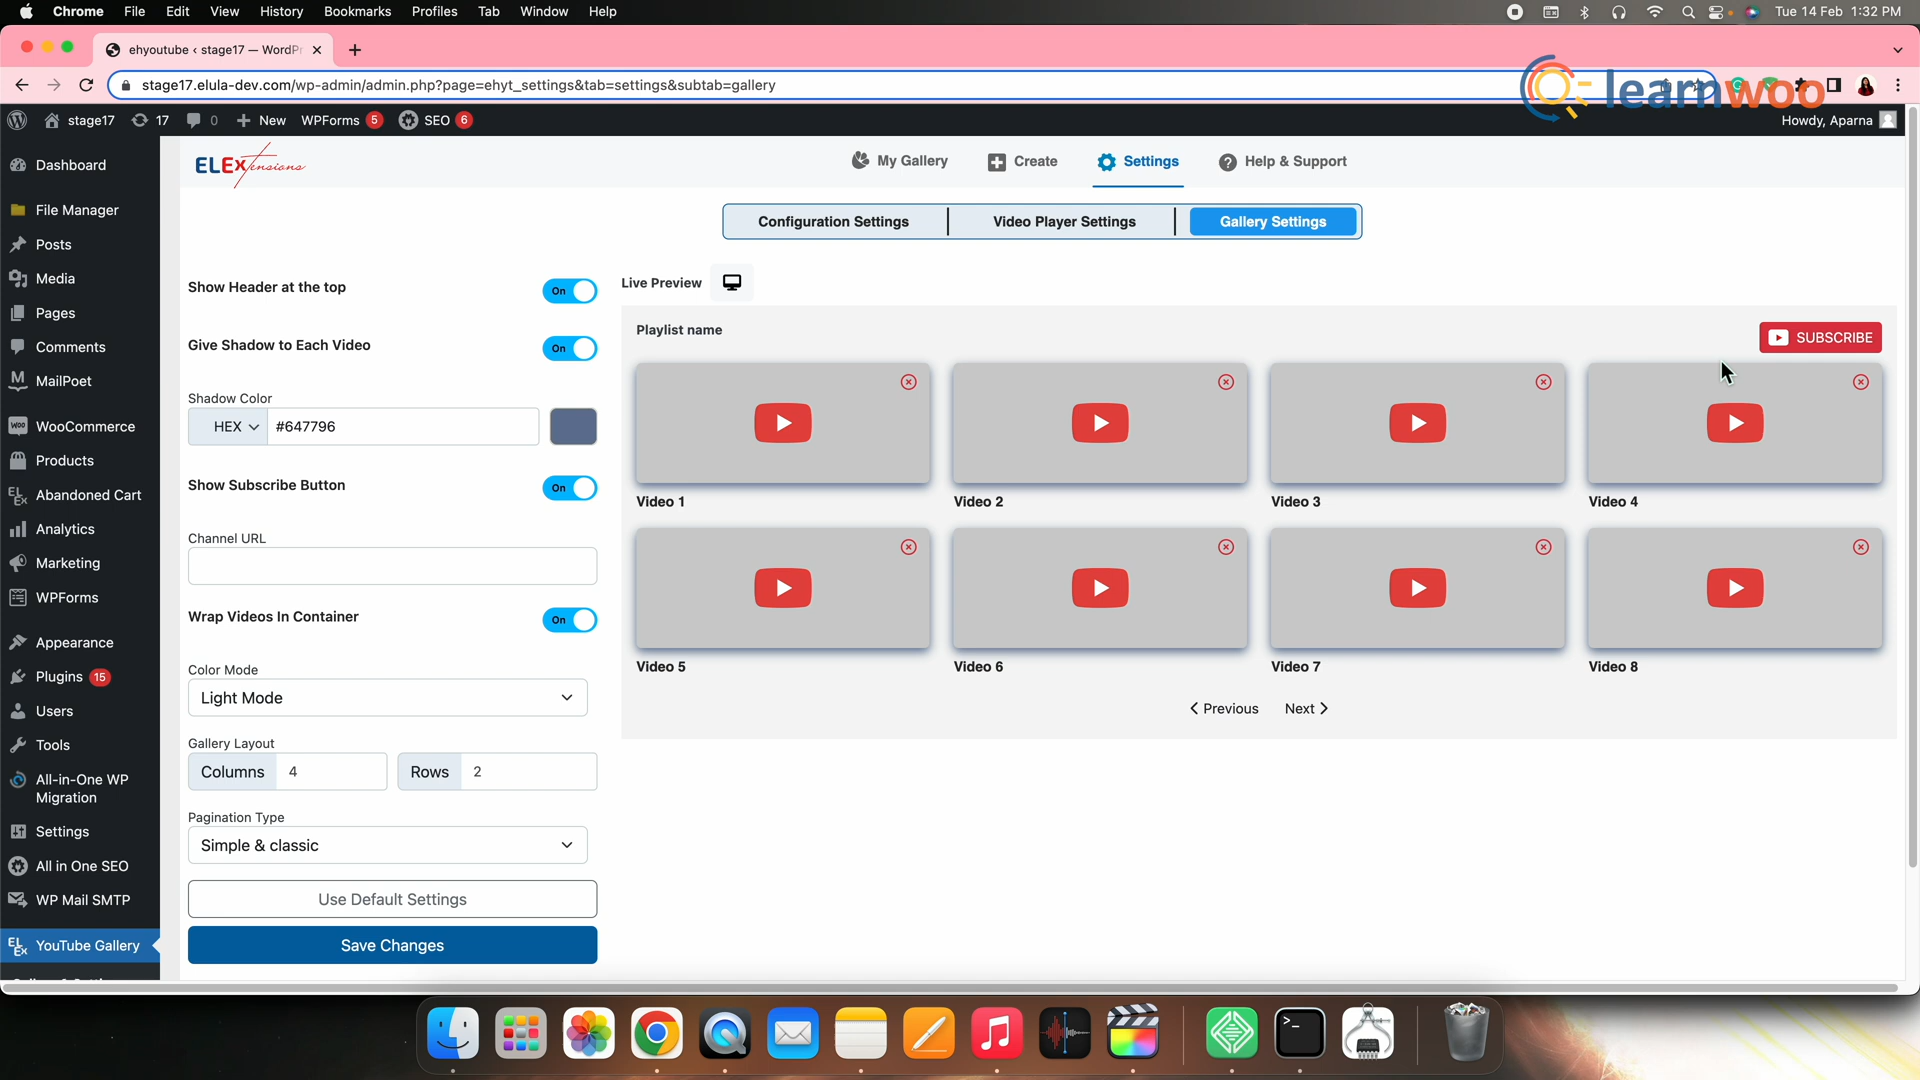 Chrome File Edit View History Bookmarks Profiles Tab Window Help
Tue 14 Feb 1:32 PM
ehyoutube ‹ stage17 — WordPr
stage17.elula-dev.com/wp-admin/admin.php?page=ehyt_settings&tab=settings&subtab=gallery
learnwoo
stage17 17 0 New WPForms 5 SEO 6
Howdy, Aparna
Dashboard
File Manager
Posts
Media
Pages
Comments
MailPoet
WooCommerce
Products
Abandoned Cart
Analytics
Marketing
WPForms
Appearance
Plugins 15
Users
Tools
All-in-One WP
Migration
Settings
All in One SEO
WP Mail SMTP
YouTube Gallery
ELEXtensions
My Gallery
Create
Settings
Help & Support
Configuration Settings
Video Player Settings
Gallery Settings
Show Header at the top
On
Give Shadow to Each Video
On
Shadow Color
HEX #647796
Show Subscribe Button
On
Channel URL
Wrap Videos In Container
On
Color Mode
Light Mode
Gallery Layout
Columns 4 Rows 2
Pagination Type
Simple & classic
Use Default Settings
Save Changes
Live Preview
Playlist name
SUBSCRIBE
Video 1
Video 2
Video 3
Video 4
Video 5
Video 6
Video 7
Video 8
Previous Next